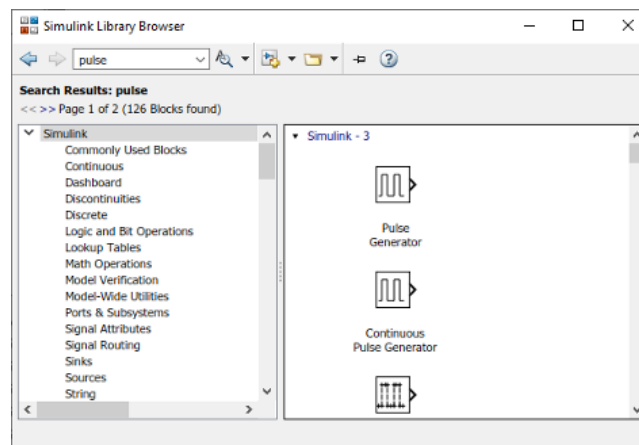 Simulink Library Browser
pulse
Search Results: pulse
<< >> Page 1 of 2 (126 Blocks found)
Simulink
Commonly Used Blocks
Continuous
Dashboard
Discontinuities
Discrete
Logic and Bit Operations
Lookup Tables
Math Operations
Model Verification
Model-Wide Utilities
Ports & Subsystems
Signal Attributes
Signal Routing
Sinks
Sources
String
Simulink - 3
Pulse
Generator
Continuous
Pulse Generator